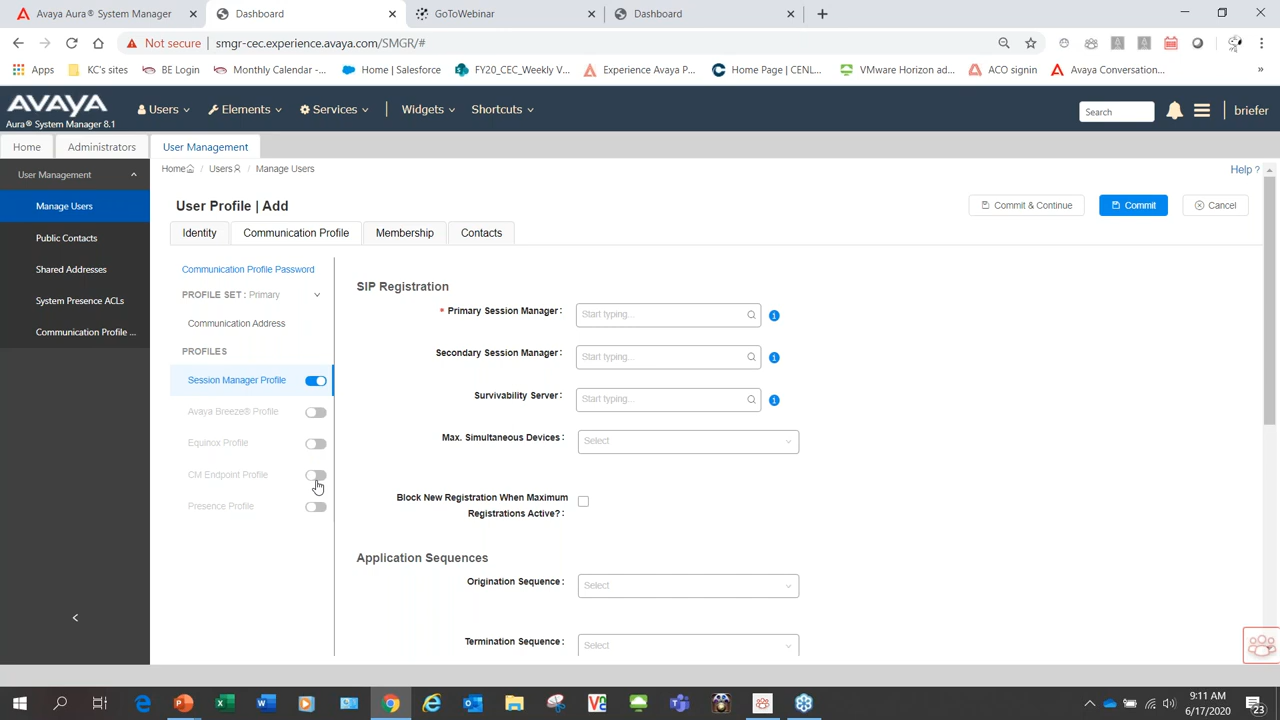 Avaya Aura® System Manager
Dashboard
GoToWebinar
Dashboard
Not secure | smgr-cec.experience.avaya.com/SMGR/#
Apps
KC's sites
BE Login
Monthly Calendar -...
Home | Salesforce
FY20_CEC_Weekly V...
Experience Avaya P...
Home Page | CENL...
VMware Horizon ad...
ACO signin
Avaya Conversation...
»
AVAYA
Aura® System Manager 8.1
Users
Elements
Services
Widgets
Shortcuts
Search
briefer
Home
Administrators
User Management
User Management
Manage Users
Public Contacts
Shared Addresses
System Presence ACLs
Communication Profile ...
Home / Users / Manage Users
Help ?
User Profile | Add
Commit & Continue
Commit
Cancel
Identity
Communication Profile
Membership
Contacts
Communication Profile Password
PROFILE SET : Primary
Communication Address
PROFILES
Session Manager Profile
Avaya Breeze® Profile
Equinox Profile
CM Endpoint Profile
Presence Profile
SIP Registration
* Primary Session Manager :
Start typing...
Secondary Session Manager :
Start typing...
Survivability Server :
Start typing...
Max. Simultaneous Devices :
Select
Block New Registration When Maximum
Registrations Active? :
Application Sequences
Origination Sequence :
Select
Termination Sequence :
Select
9:11 AM
6/17/2020
23